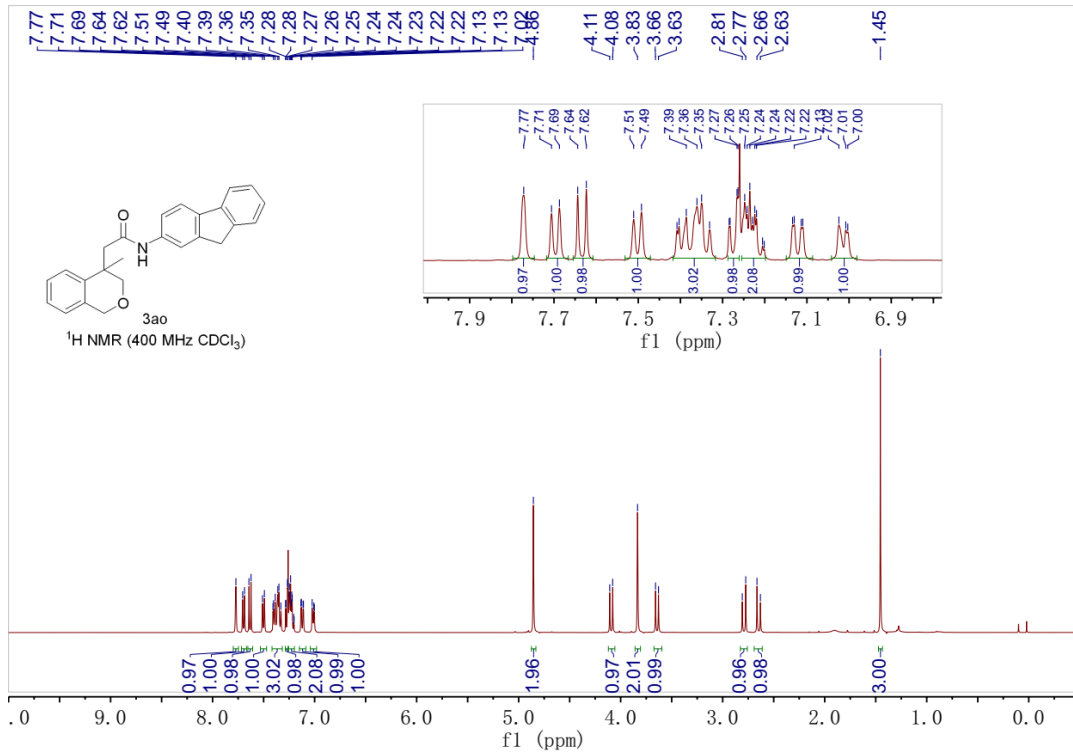 7.77 7.71 7.69 7.64 7.62 7.51 7.49 7.40 7.39 7.36 7.35 7.28 7.28 7.27 7.26 7.25 7.24 7.24 7.23 7.22 7.22 7.13 7.13 7.02 4.86 4.11 4.08 3.83 3.66 3.63 2.81 2.77 2.66 2.63 1.45
7.77 7.71 7.69 7.64 7.62 7.51 7.49 7.39 7.36 7.35 7.27 7.26 7.25 7.24 7.24 7.22 7.22 7.13 7.02 7.01 7.00
0.97 1.00 0.98 1.00 3.02 0.98 2.08 0.99 1.00
7.9 7.7 7.5 7.3 7.1 6.9
f1 (ppm)
O
N
H
O
3ao
¹H NMR (400 MHz CDCl₃)
0.97 1.00 0.98 1.00 3.02 0.98 2.08 0.99 1.00 1.96 0.97 2.01 0.99 0.96 0.98 3.00
.0 9.0 8.0 7.0 6.0 5.0 4.0 3.0 2.0 1.0 0.0
f1 (ppm)